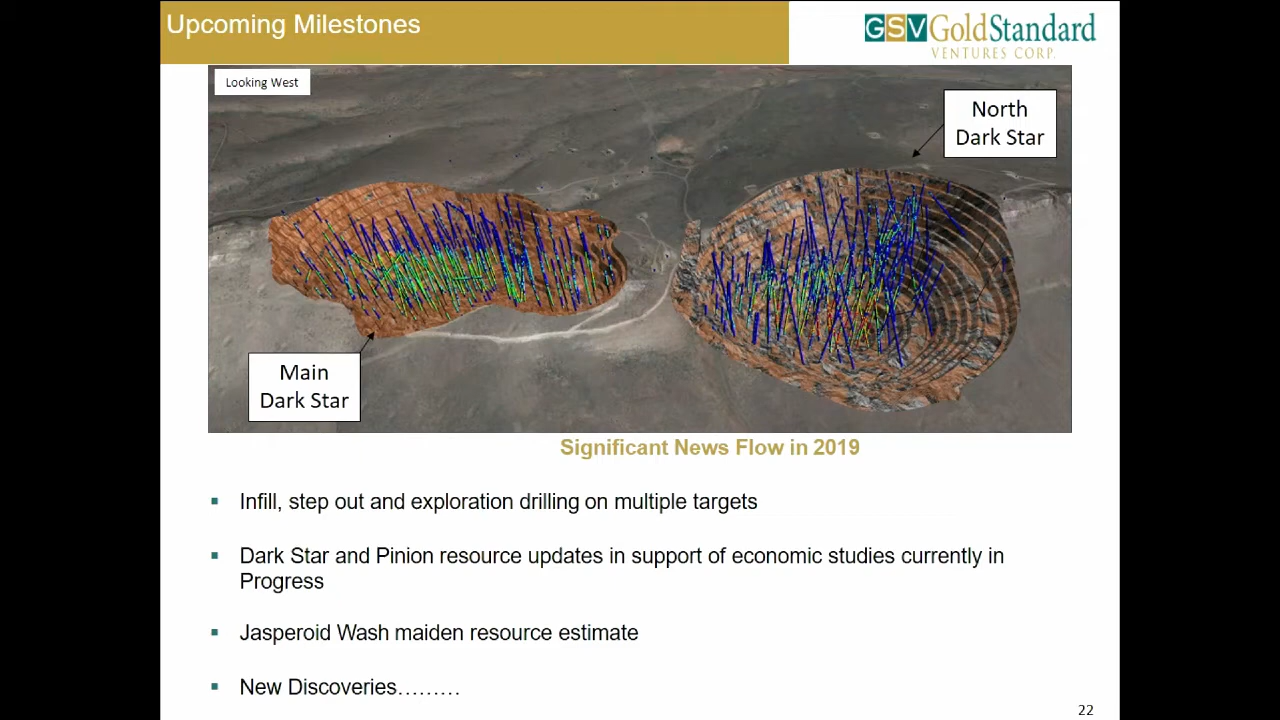 Upcoming Milestones
GSV GoldStandard
VENTURES CORP.
Looking West
North
Dark Star
Main
Dark Star
Significant News Flow in 2019
▪ Infill, step out and exploration drilling on multiple targets
▪ Dark Star and Pinion resource updates in support of economic studies currently in
Progress
▪ Jasperoid Wash maiden resource estimate
▪ New Discoveries………
22